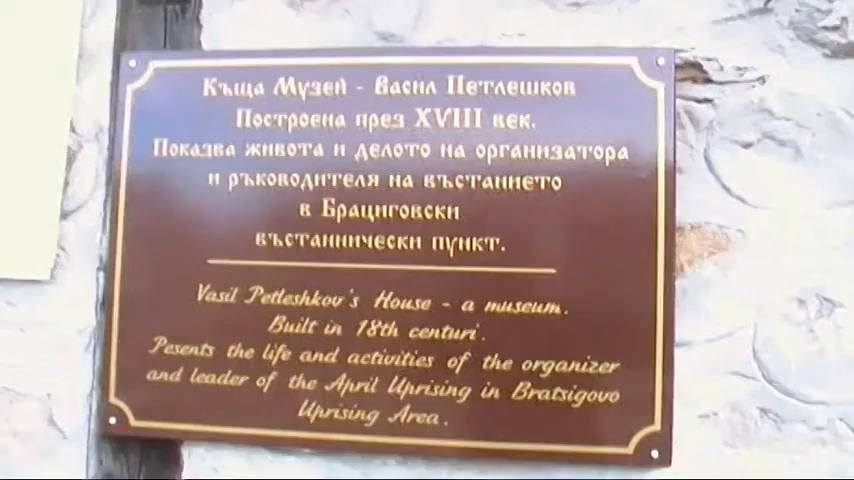 Къща Музей - Васил Петлешков
Построена през XVIII век.
Показва живота и делото на организатора
и ръководителя на въстанието
в Брациговски
въстаннически пункт.
Vasil Petleshkov's House - a museum.
Built in 18th centuri.
Pesents the life and activities of the organizer
and leader of the April Uprising in Bratsigovo
Uprising Area.